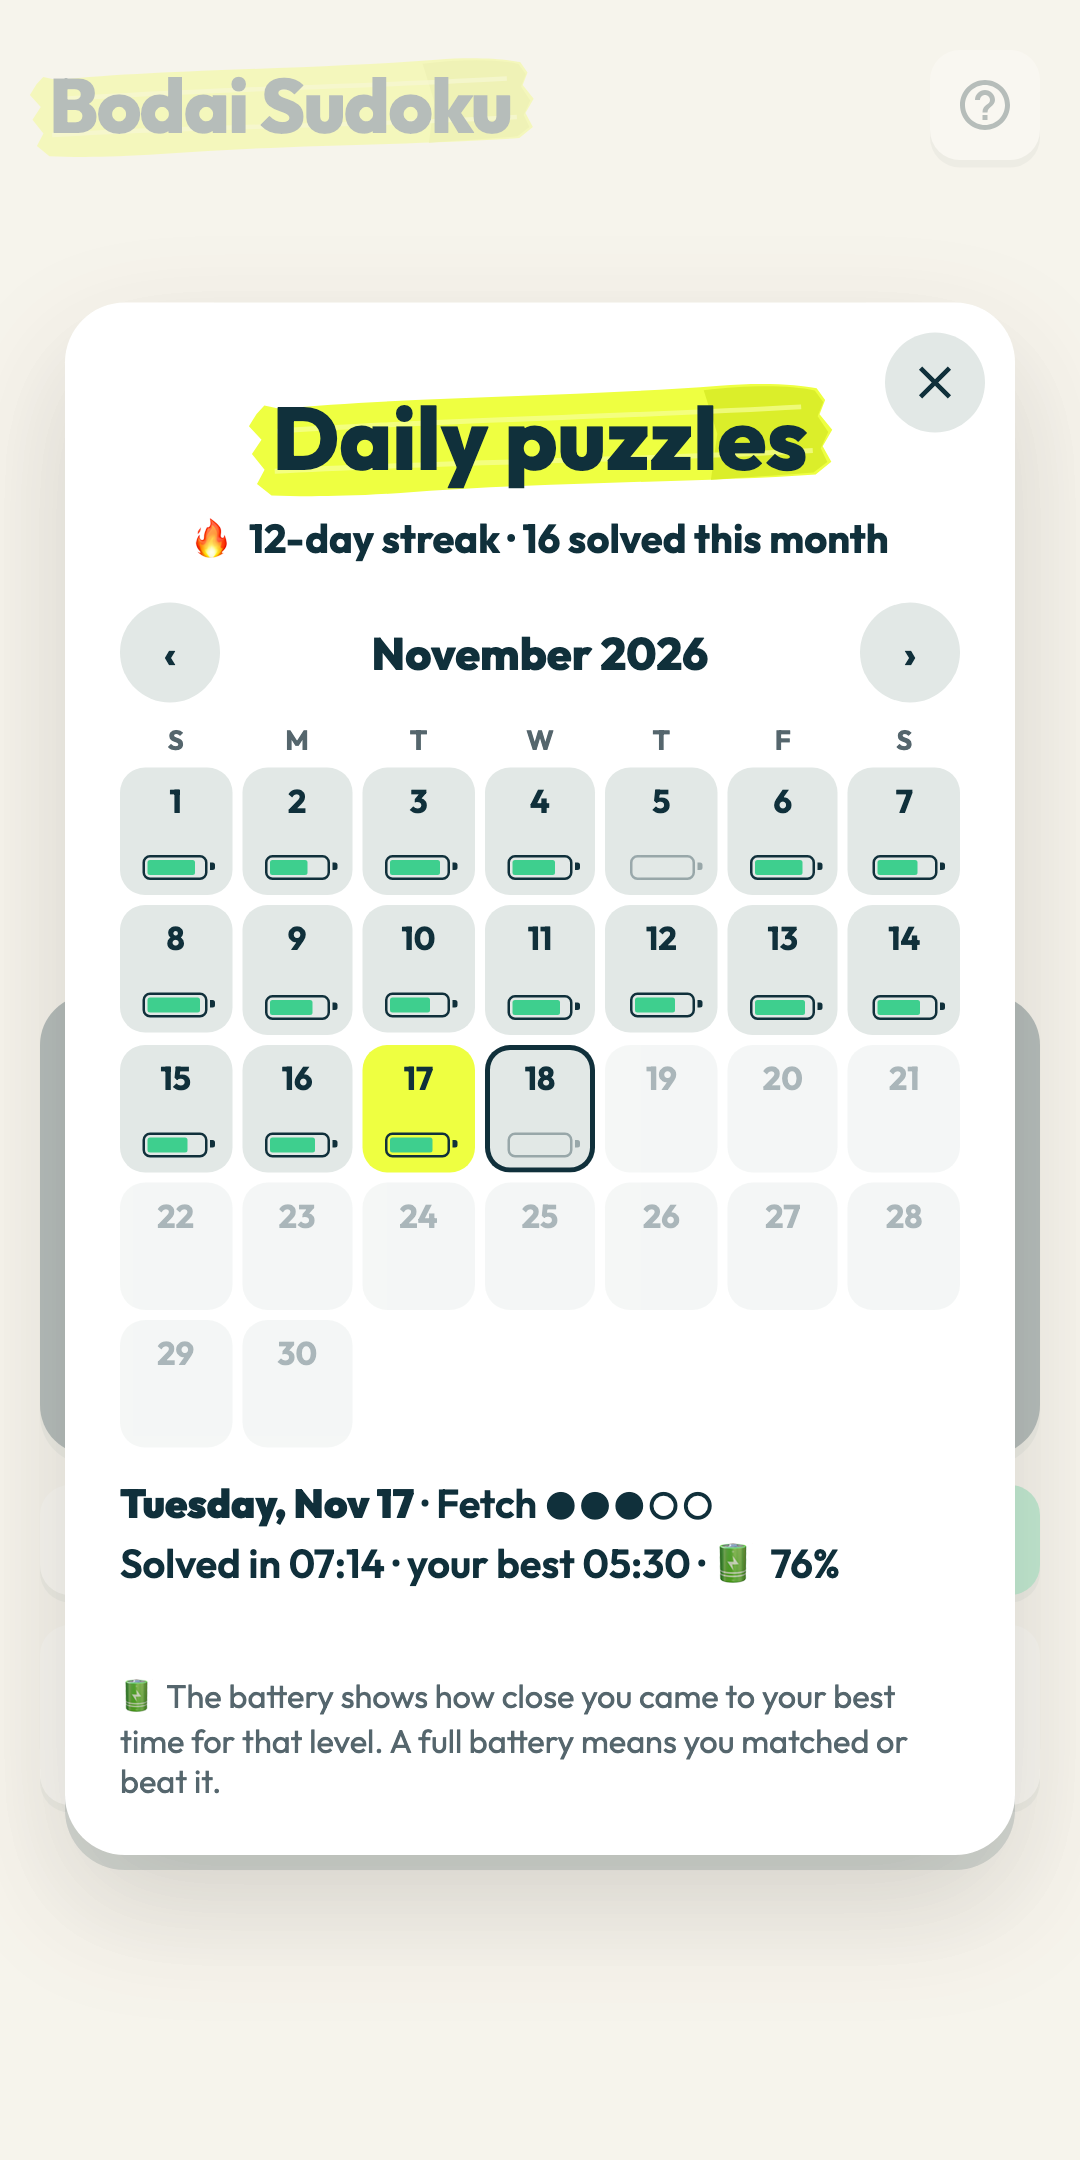 Bodai Sudoku
Daily puzzles
🔥 12-day streak · 16 solved this month
‹ November 2026 ›
S M T W T F S
1 2 3 4 5 6 7
8 9 10 11 12 13 14
15 16 17 18 19 20 21
22 23 24 25 26 27 28
29 30
Tuesday, Nov 17 · Fetch ●●●○○
Solved in 07:14 · your best 05:30 · 🔋 76%
🔋 The battery shows how close you came to your best
time for that level. A full battery means you matched or
beat it.